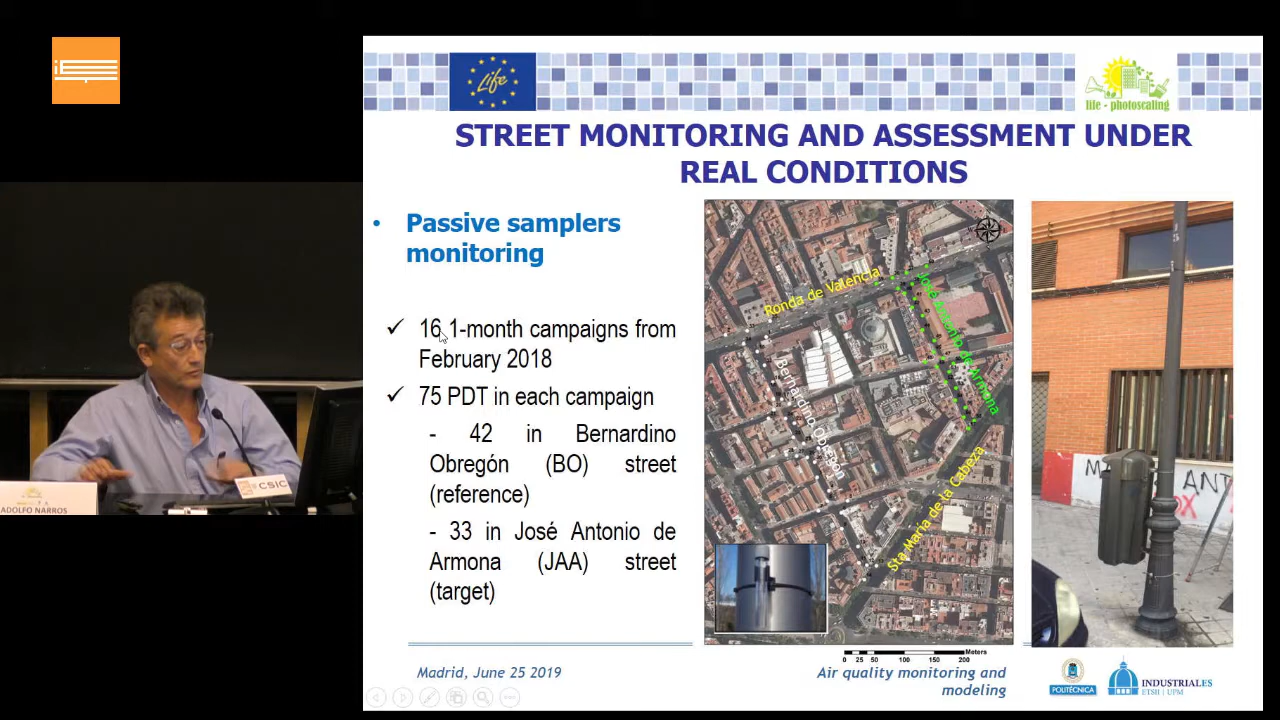 Life
life - photoscaling
STREET MONITORING AND ASSESSMENT UNDER
REAL CONDITIONS
• Passive samplers
monitoring
✓ 16 1-month campaigns from
February 2018
✓ 75 PDT in each campaign
- 42 in Bernardino
Obregón (BO) street
(reference)
- 33 in José Antonio de
Armona (JAA) street
(target)
Ronda de Valencia
José Antonio de Armona
Bernardino Obregón
Sta María de la Cabeza
Meters
0 25 50 100 150 200
CSIC
ADOLFO NARROS
Madrid, June 25 2019
Air quality monitoring and
modeling
POLITÉCNICA
INDUSTRIALES
ETSII | UPM